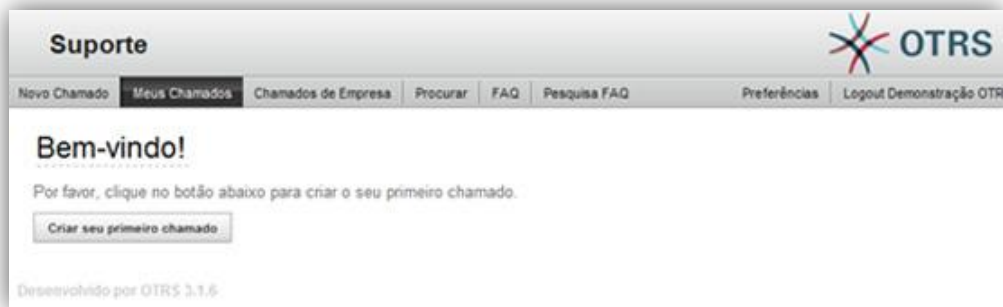 Suporte
OTRS
Novo Chamado Meus Chamados Chamados de Empresa Procurar FAQ Pesquisa FAQ Preferências Logout Demonstração OTR
Bem-vindo!
Por favor, clique no botão abaixo para criar o seu primeiro chamado.
Criar seu primeiro chamado
Desenvolvido por OTRS 3.1.6